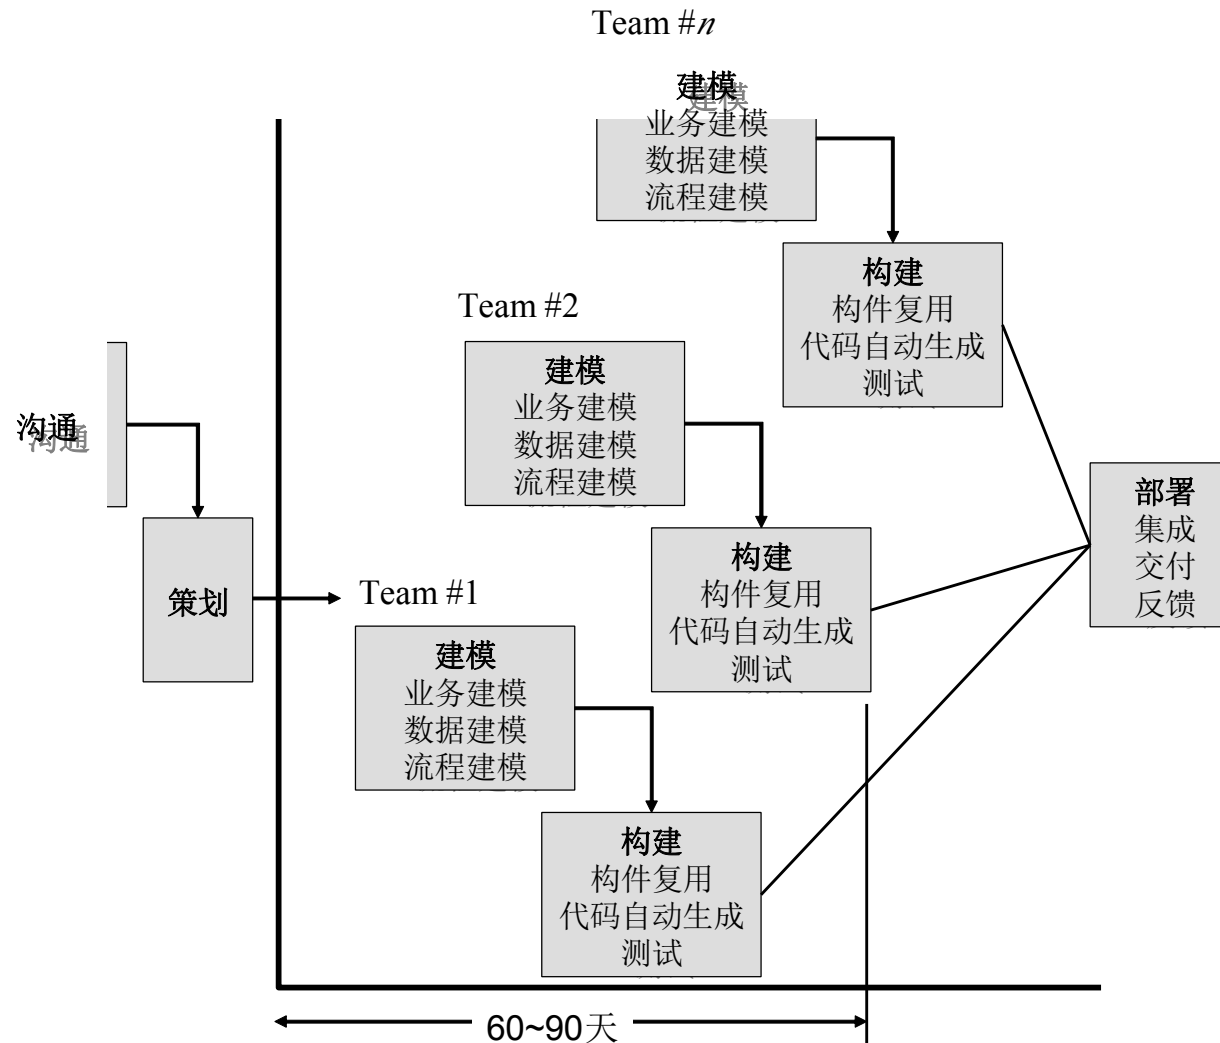 Team #n
建模
业务建模
数据建模
流程建模
构建
构件复用
代码自动生成
测试
Team #2
建模
业务建模
数据建模
流程建模
沟通
构建
构件复用
代码自动生成
测试
部署
集成
交付
反馈
策划
Team #1
建模
业务建模
数据建模
流程建模
构建
构件复用
代码自动生成
测试
60~90天